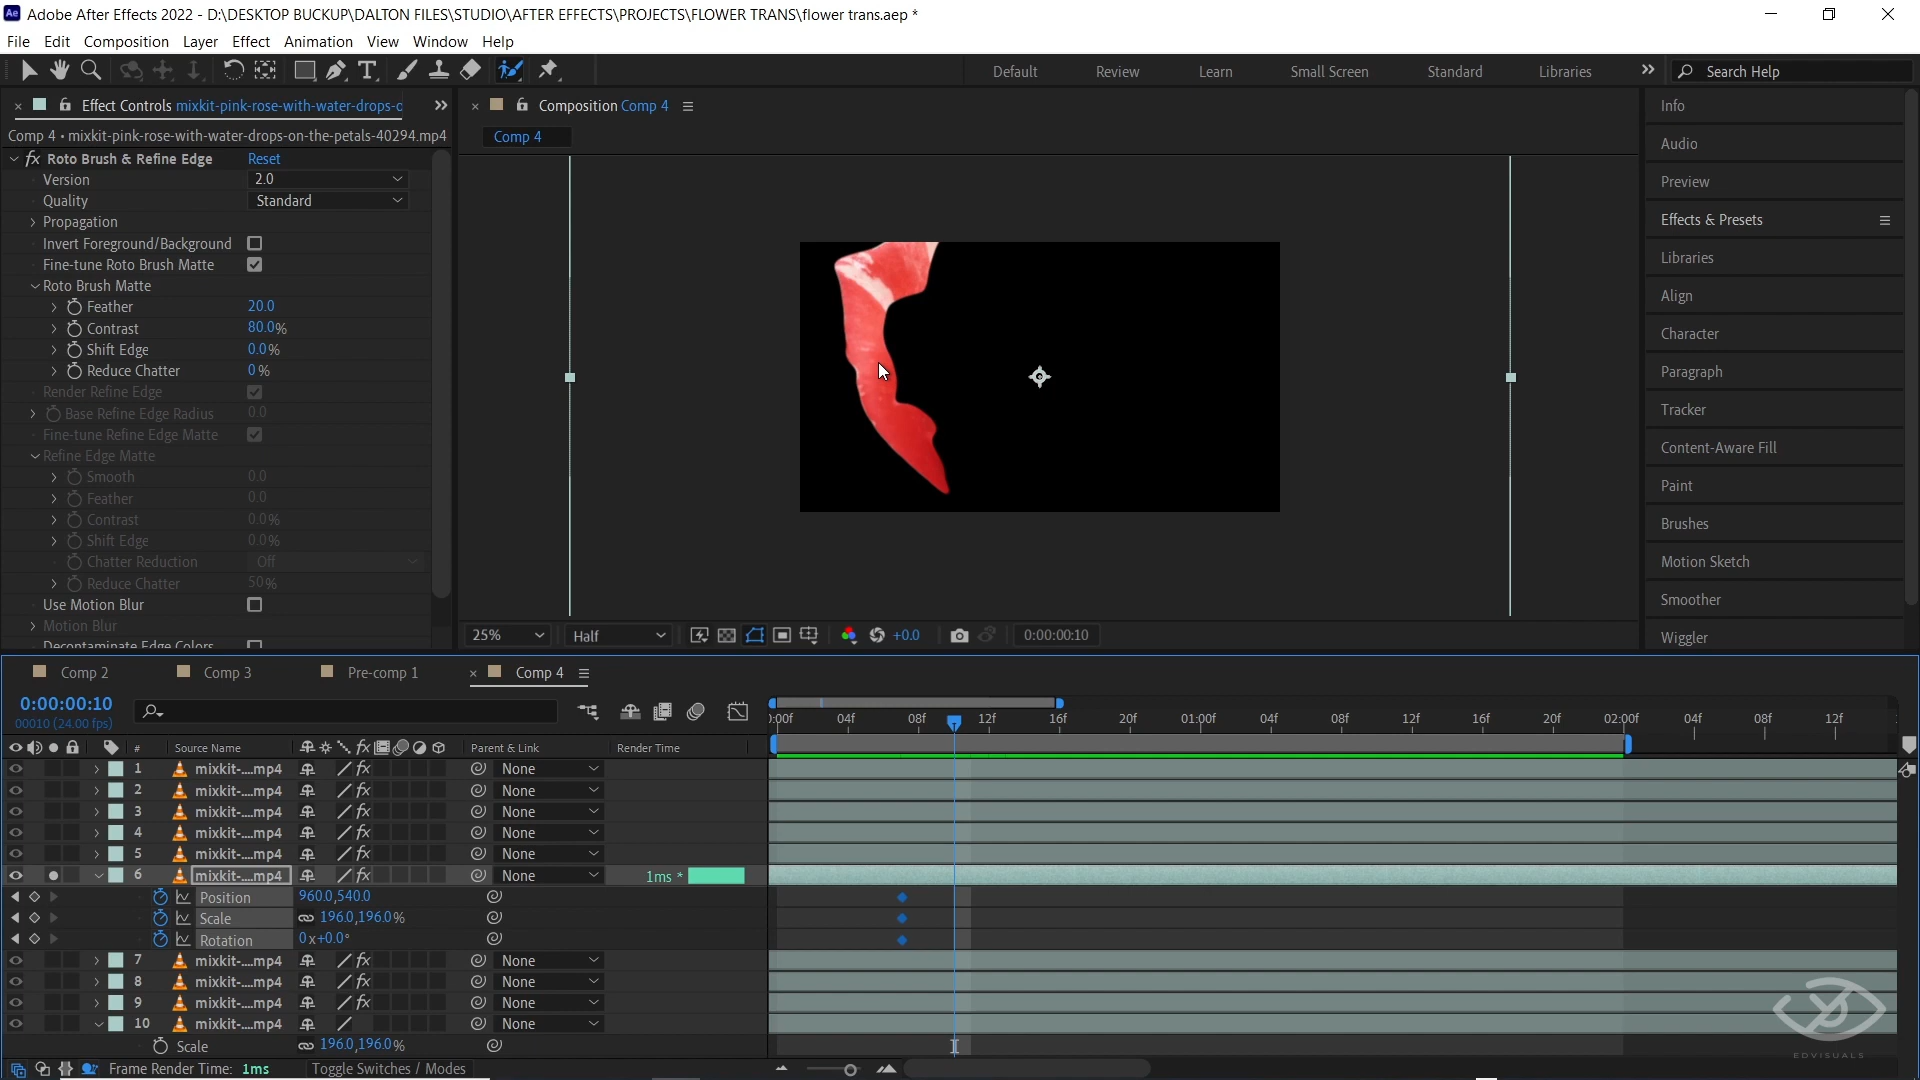 Ae Adobe After Effects 2022 - D:\DESKTOP BUCKUP\DALTON FILES\STUDIO\AFTER EFFECTS\PROJECTS\FLOWER TRANS\flower trans.aep *
File Edit Composition Layer Effect Animation View Window Help
Default Review Learn Small Screen Standard Libraries Search Help
Effect Controls mixkit-pink-rose-with-water-drops-o
Comp 4 • mixkit-pink-rose-with-water-drops-on-the-petals-40294.mp4
fx Roto Brush & Refine Edge Reset
Version 2.0
Quality Standard
Propagation
Invert Foreground/Background
Fine-tune Roto Brush Matte
Roto Brush Matte
Feather 20.0
Contrast 80.0%
Shift Edge 0.0%
Reduce Chatter 0%
Render Refine Edge
Base Refine Edge Radius 0.0
Fine-tune Refine Edge Matte
Refine Edge Matte
Smooth 0.0
Feather 0.0
Contrast 0.0%
Shift Edge 0.0%
Chatter Reduction Off
Reduce Chatter 50%
Use Motion Blur
Motion Blur
Decontaminate Edge Colors
Composition Comp 4
Comp 4
25% Half +0.0 0:00:00:10
Info
Audio
Preview
Effects & Presets
Libraries
Align
Character
Paragraph
Tracker
Content-Aware Fill
Paint
Brushes
Motion Sketch
Smoother
Wiggler
Comp 2 Comp 3 Pre-comp 1 Comp 4
0:00:00:10
00010 (24.00 fps)
):00f 04f 08f 12f 16f 20f 01:00f 04f 08f 12f 16f 20f 02:00f 04f 08f 12f
# Source Name fx Parent & Link Render Time
1 mixkit-....mp4 fx None
2 mixkit-....mp4 fx None
3 mixkit-....mp4 fx None
4 mixkit-....mp4 fx None
5 mixkit-....mp4 fx None
6 mixkit-....mp4 fx None 1ms *
Position 960.0,540.0
Scale 196.0,196.0%
Rotation 0x+0.0°
7 mixkit-....mp4 fx None
8 mixkit-....mp4 fx None
9 mixkit-....mp4 fx None
10 mixkit-....mp4 None
Scale 196.0,196.0%
Frame Render Time: 1ms Toggle Switches / Modes
EDVISUALS